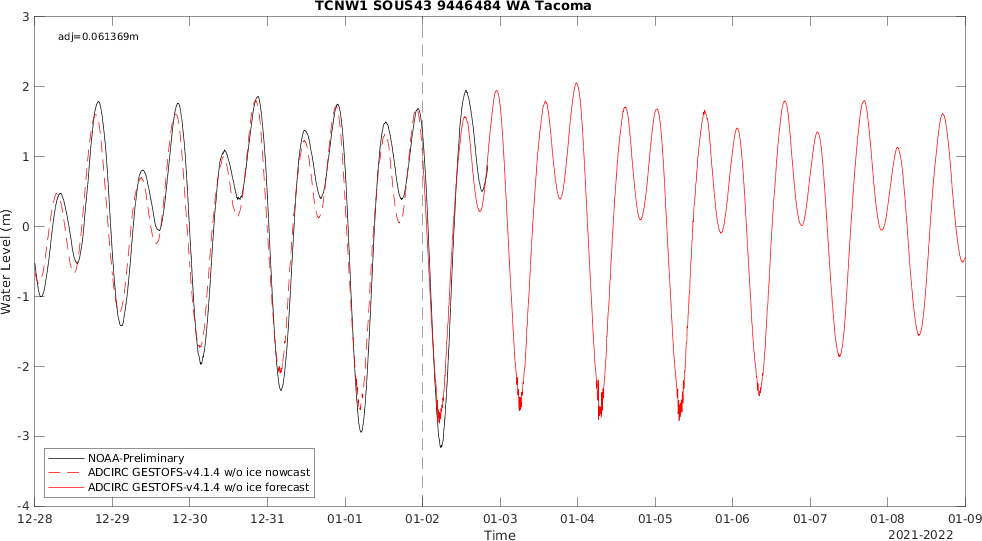 TCNW1 SOUS43 9446484 WA Tacoma
adj=0.061369m
3
2
1
0
-1
-2
-3
-4
Water Level (m)
NOAA-Preliminary
ADCIRC GESTOFS-v4.1.4 w/o ice nowcast
ADCIRC GESTOFS-v4.1.4 w/o ice forecast
12-28 12-29 12-30 12-31 01-01 01-02 01-03 01-04 01-05 01-06 01-07 01-08 01-09
Time
2021-2022